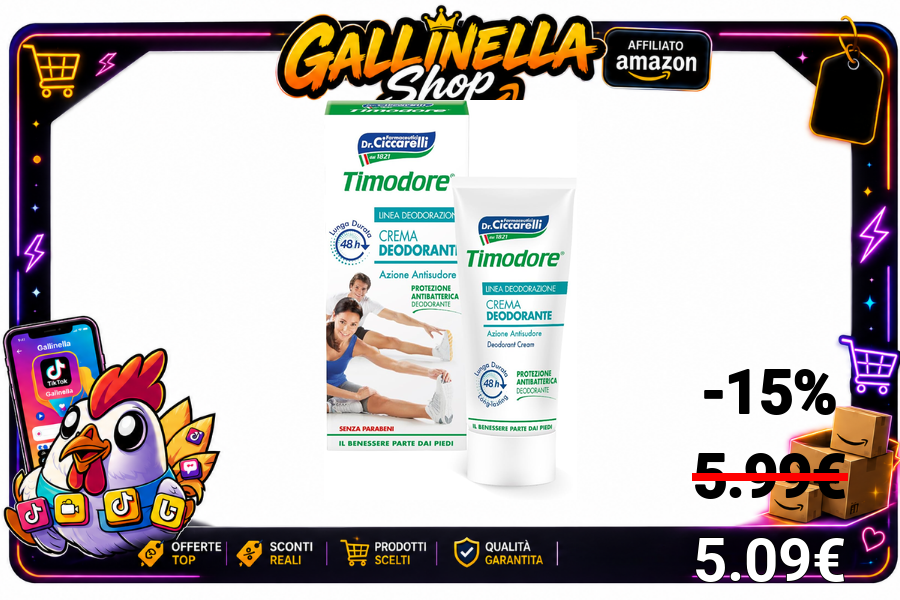 GALLINELLA
Shop
AFFILIATO
amazon
Timodore
Farmaceutici
Dr. Ciccarelli
dal 1821
Timodore®
LINEA DEODORAZION
Lunga Durata
48 h
CREMA
DEODORANTE
Azione Antisudore
PROTEZIONE
ANTIBATTERICA
DEODORANTE
SENZA PARABENI
IL BENESSERE PARTE DAI PIEDI
Farmaceutici
Dr. Ciccarelli
dal 1821
Timodore®
LINEA DEODORAZIONE
CREMA
DEODORANTE
Azione Antisudore
Deodorant Cream
Lunga Durata
48 h
Long-lasting
PROTEZIONE
ANTIBATTERICA
DEODORANTE
IL BENESSERE PARTE DAI PIEDI
Gallinella
TikTok
Gallinella
-15%
5.99€
5.09€
OFFERTE
TOP
SCONTI
REALI
PRODOTTI
SCELTI
QUALITÀ
GARANTITA